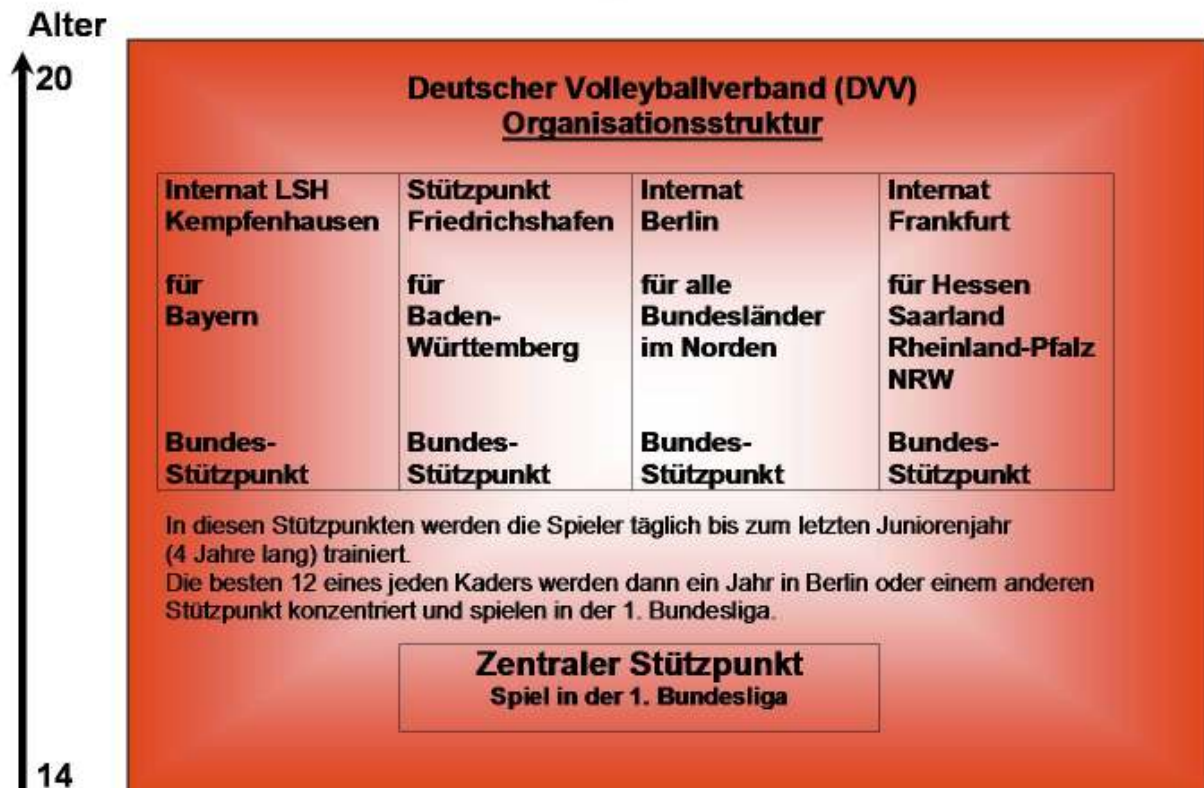 Alter
20
Deutscher Volleyballverband (DVV)
Organisationsstruktur
Internat LSH
Kempfenhausen
für
Bayern
Bundes-
Stützpunkt
Stützpunkt
Friedrichshafen
für
Baden-
Württemberg
Bundes-
Stützpunkt
Internat
Berlin
für alle
Bundesländer
im Norden
Bundes-
Stützpunkt
Internat
Frankfurt
für Hessen
Saarland
Rheinland-Pfalz
NRW
Bundes-
Stützpunkt
In diesen Stützpunkten werden die Spieler täglich bis zum letzten Juniorenjahr
(4 Jahre lang) trainiert.
Die besten 12 eines jeden Kaders werden dann ein Jahr in Berlin oder einem anderen
Stützpunkt konzentriert und spielen in der 1. Bundesliga.
Zentraler Stützpunkt
Spiel in der 1. Bundesliga
14